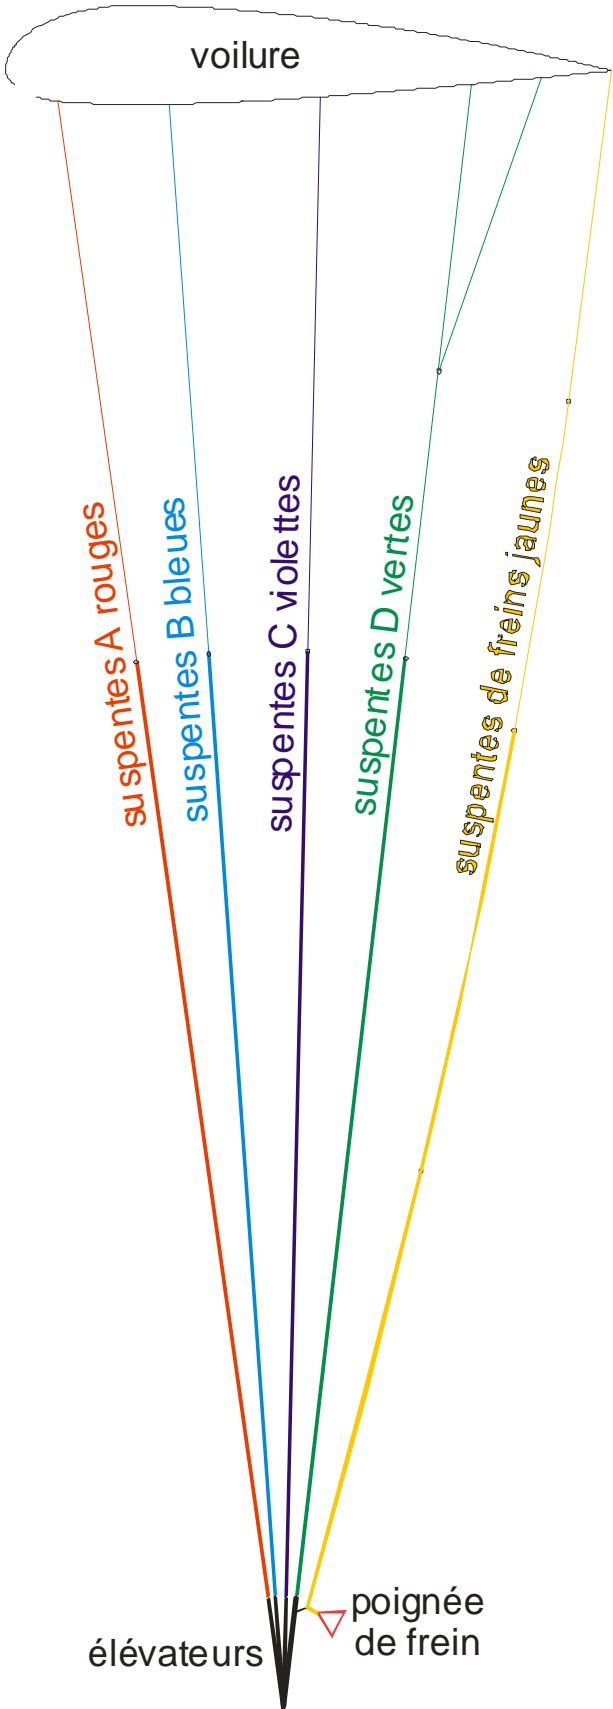 voilure
suspentes A rouges
suspentes B bleues
suspentes C violettes
suspentes D vertes
suspentes de freins jaunes
poignée
de frein
élévateurs